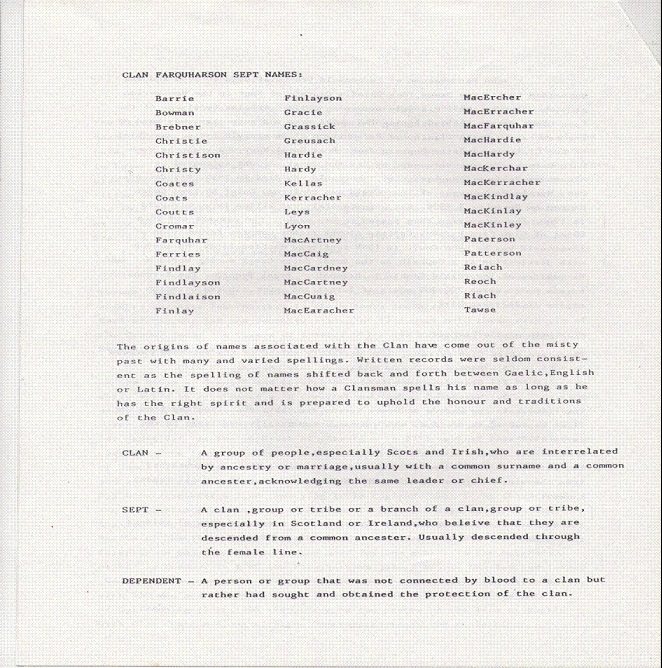 CLAN FARQUHARSON SEPT NAMES:
Barrie Finlayson MacErcher
Bowman Gracie MacErracher
Brebner Grassick MacFarquhar
Christie Greusach MacHardie
Christison Hardie MacHardy
Christy Hardy MacKerchar
Coates Kellas MacKerracher
Coats Kerracher MacKindlay
Coutts Leys MacKinlay
Cromar Lyon MacKinley
Farquhar MacArtney Paterson
Ferries MacCaig Patterson
Findlay MacCardney Reiach
Findlayson MacCartney Reoch
Findlaison MacCuaig Riach
Finlay MacEaracher Tawse
The origins of names associated with the Clan have come out of the misty
past with many and varied spellings. Written records were seldom consist-
ent as the spelling of names shifted back and forth between Gaelic,English
or Latin. It does not matter how a Clansman spells his name as long as he
has the right spirit and is prepared to uphold the honour and traditions
of the Clan.
CLAN - A group of people,especially Scots and Irish,who are interrelated
by ancestry or marriage,usually with a common surname and a common
ancester,acknowledging the same leader or chief.
SEPT - A clan ,group or tribe or a branch of a clan,group or tribe,
especially in Scotland or Ireland,who beleive that they are
descended from a common ancester. Usually descended through
the female line.
DEPENDENT - A person or group that was not connected by blood to a clan but
rather had sought and obtained the protection of the clan.